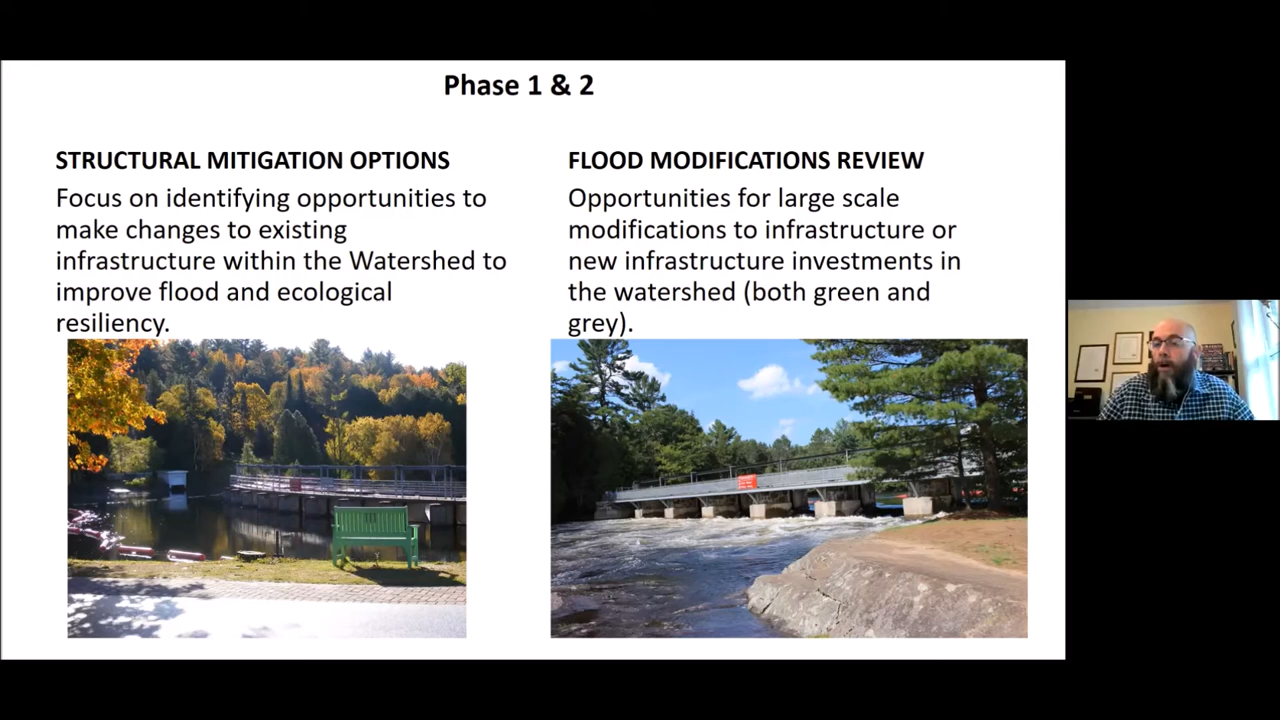 Phase 1 & 2
STRUCTURAL MITIGATION OPTIONS
Focus on identifying opportunities to
make changes to existing
infrastructure within the Watershed to
improve flood and ecological
resiliency.
FLOOD MODIFICATIONS REVIEW
Opportunities for large scale
modifications to infrastructure or
new infrastructure investments in
the watershed (both green and
grey).